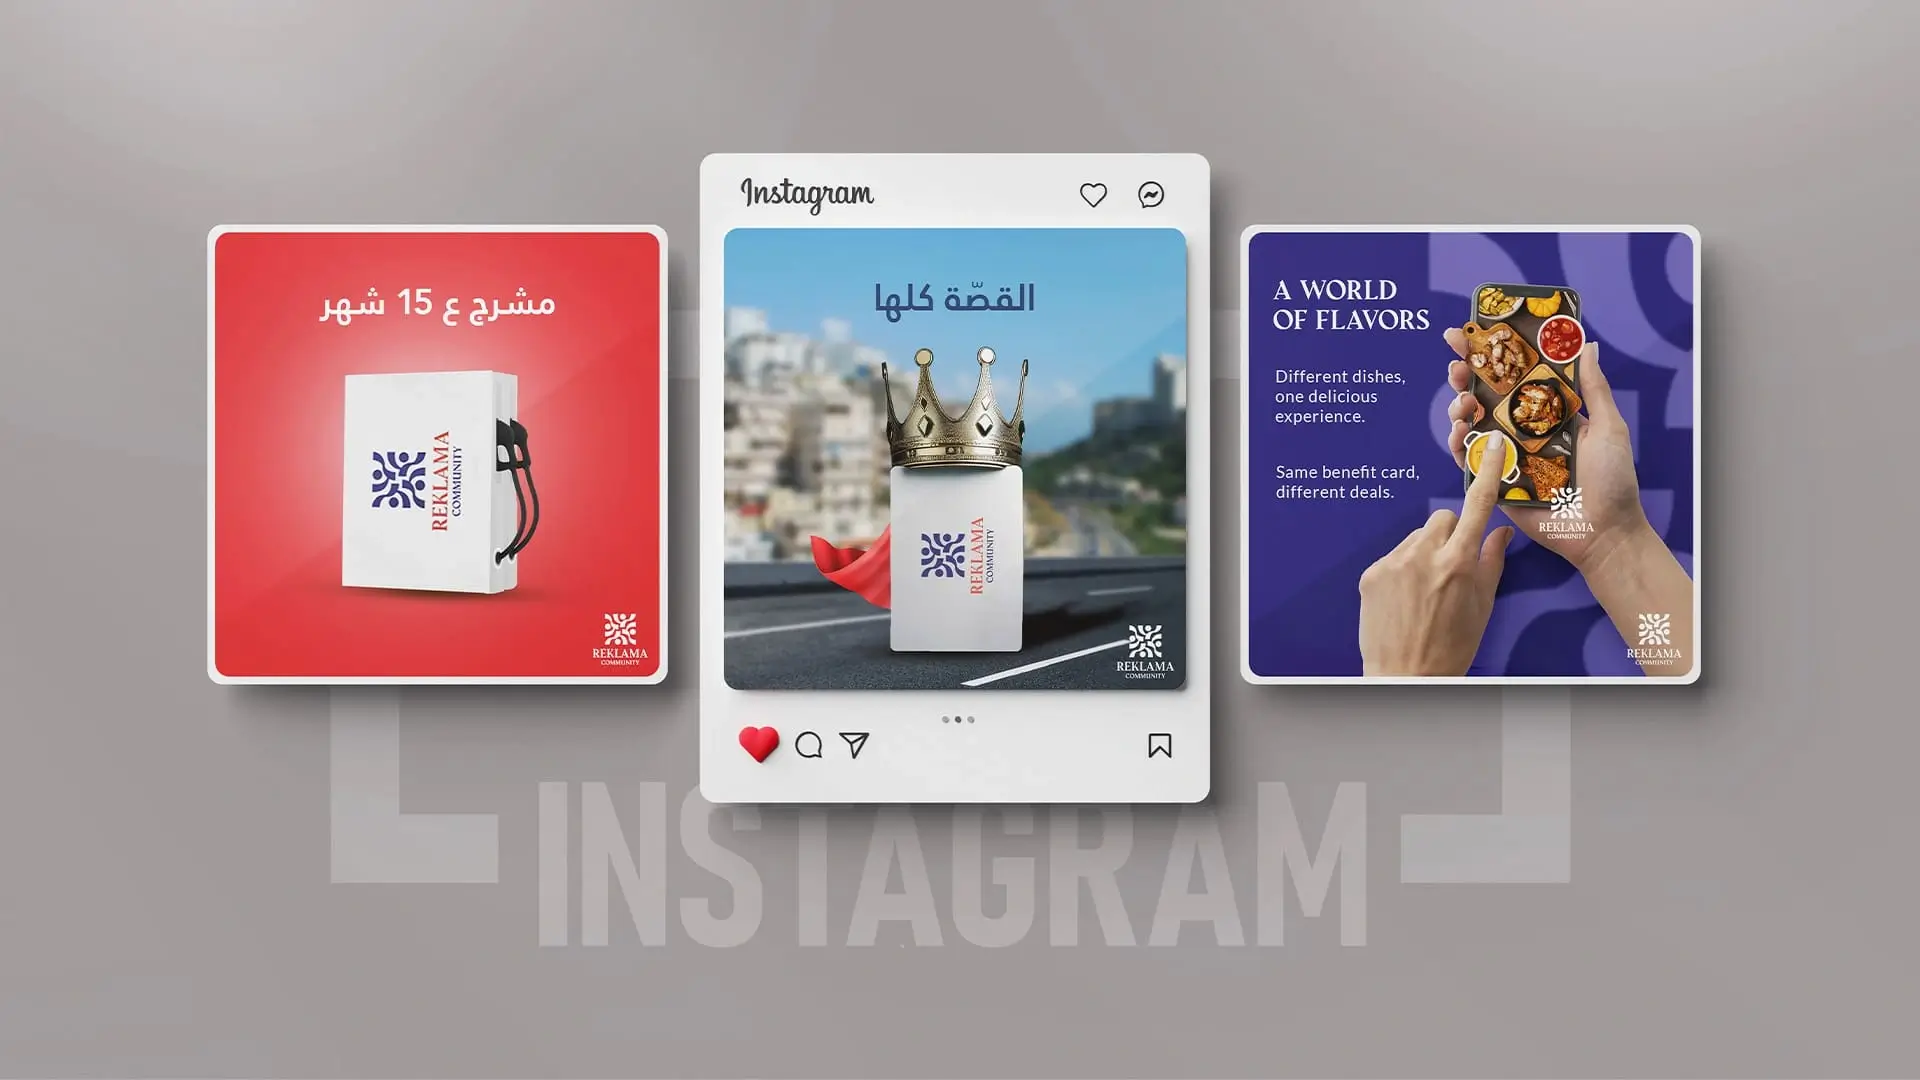 مشرج ع 15 شهر
REKLAMA
COMMUNITY
REKLAMA
COMMUNITY
Instagram
القصّة كلها
REKLAMA
COMMUNITY
REKLAMA
COMMUNITY
A WORLD
OF FLAVORS
Different dishes,
one delicious
experience.
Same benefit card,
different deals.
REKLAMA
COMMUNITY
REKLAMA
COMMUNITY
INSTAGRAM